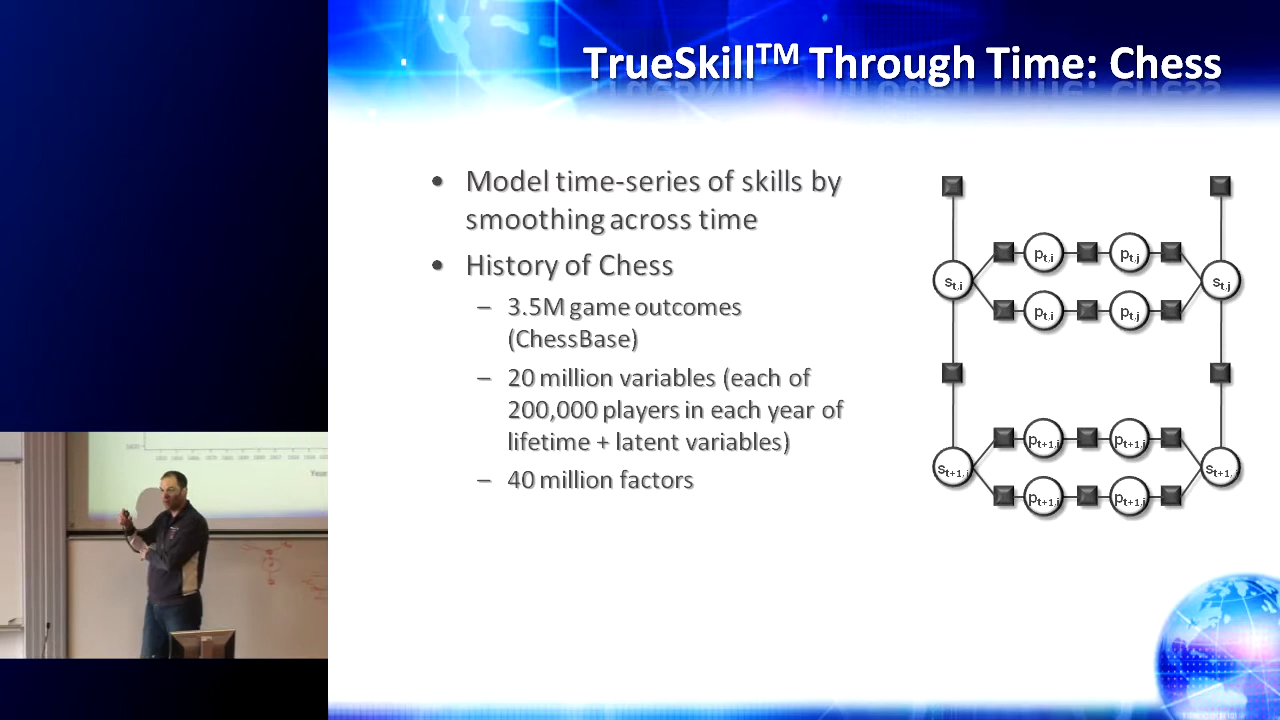 TrueSkill™ Through Time: Chess
• Model time-series of skills by
smoothing across time
• History of Chess
– 3.5M game outcomes
(ChessBase)
– 20 million variables (each of
200,000 players in each year of
lifetime + latent variables)
– 40 million factors
pt,i pt,j
st,i st,j
pt,i pt,j
pt+1,i pt+1,j
st+1,i st+1,j
pt+1,i pt+1,j
Year